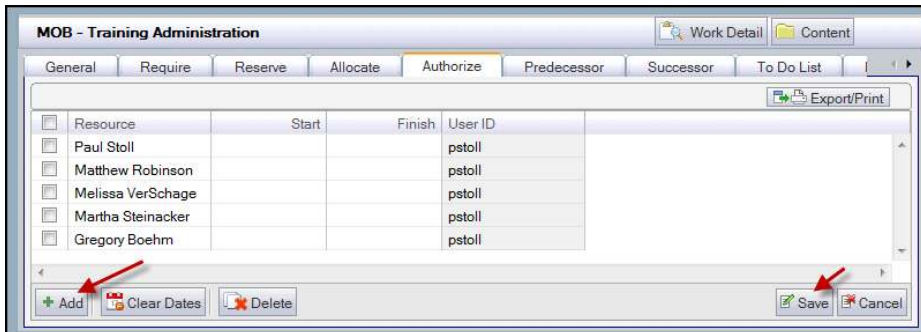 MOB - Training Administration Work Detail Content
General Require Reserve Allocate Authorize Predecessor Successor To Do List
Export/Print
Resource Start Finish User ID
Paul Stoll pstoll
Matthew Robinson pstoll
Melissa VerSchage pstoll
Martha Steinacker pstoll
Gregory Boehm pstoll
+ Add Clear Dates Delete Save Cancel